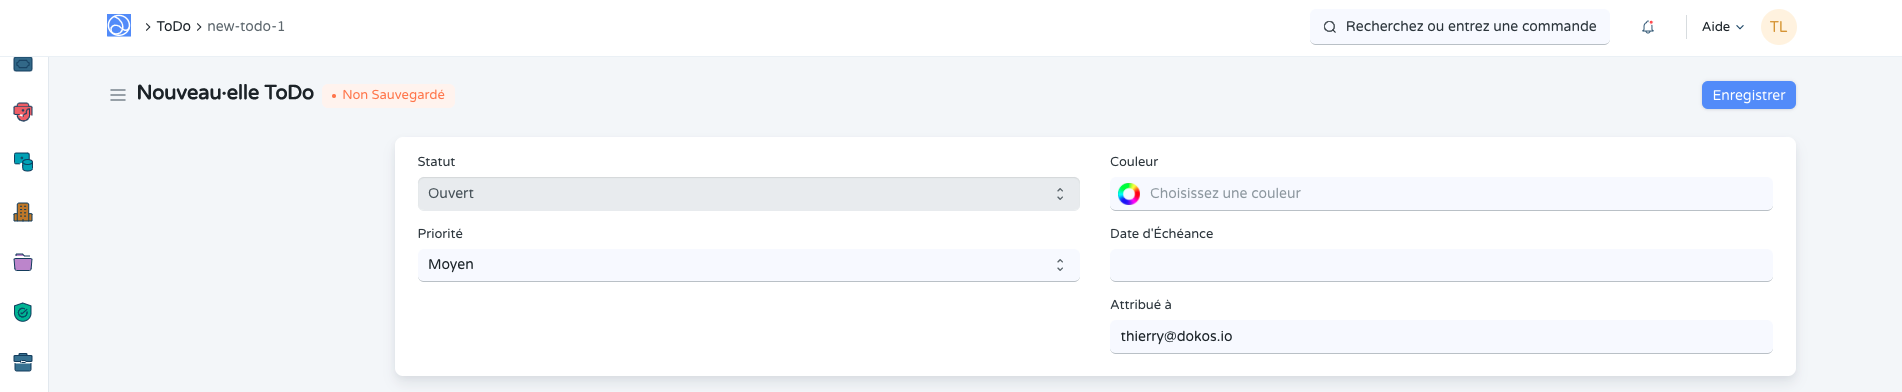 ToDo new-todo-1
Recherchez ou entrez une commande
Aide
TL
Nouveau·elle ToDo
Non Sauvegardé
Enregistrer
Statut
Ouvert
Priorité
Moyen
Couleur
Choisissez une couleur
Date d'Échéance
Attribué à
thierry@dokos.io